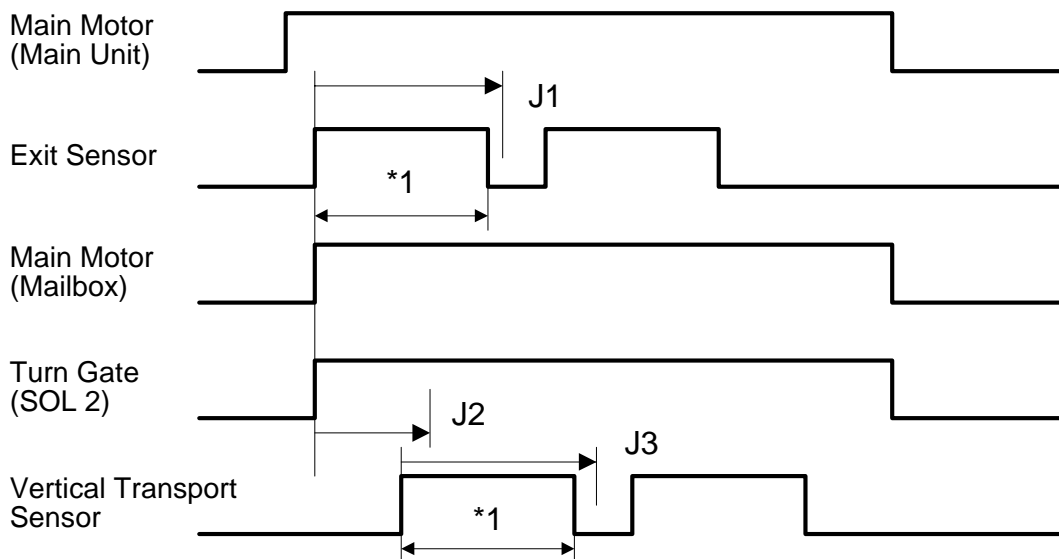 Main Motor
(Main Unit)
J1
Exit Sensor
*1
Main Motor
(Mailbox)
Turn Gate
(SOL 2)
J2
J3
Vertical Transport
Sensor
*1